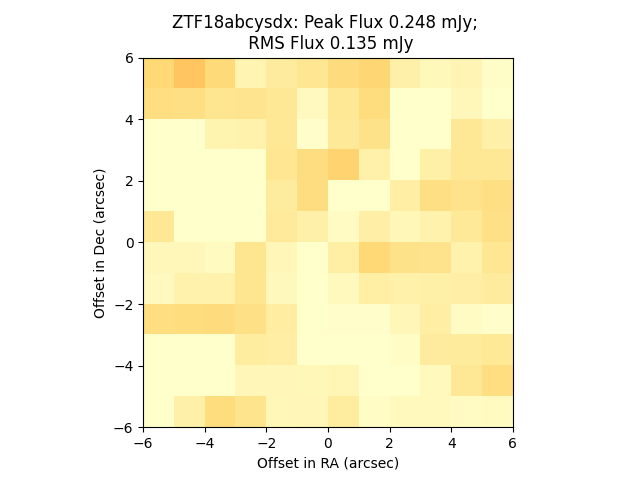 ZTF18abcysdx: Peak Flux 0.248 mJy;
RMS Flux 0.135 mJy
6
4
2
0
−2
−4
−6
Offset in Dec (arcsec)
−6 −4 −2 0 2 4 6
Offset in RA (arcsec)